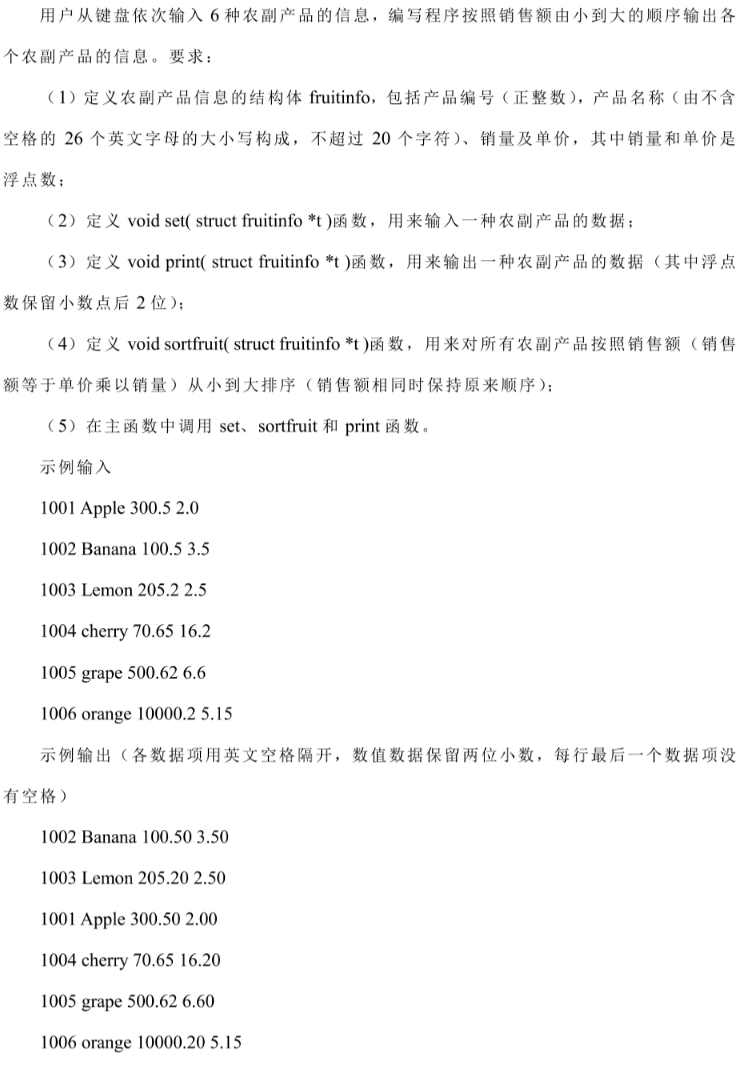 用户从键盘依次输入 6 种农副产品的信息，编写程序按照销售额由小到大的顺序输出各
个农副产品的信息。要求：
（1）定义农副产品信息的结构体 fruitinfo，包括产品编号（正整数），产品名称（由不含
空格的 26 个英文字母的大小写构成，不超过 20 个字符）、销量及单价，其中销量和单价是
浮点数；
（2）定义 void set( struct fruitinfo *t )函数，用来输入一种农副产品的数据；
（3）定义 void print( struct fruitinfo *t )函数，用来输出一种农副产品的数据（其中浮点
数保留小数点后 2 位）；
（4）定义 void sortfruit( struct fruitinfo *t )函数，用来对所有农副产品按照销售额（销售
额等于单价乘以销量）从小到大排序（销售额相同时保持原来顺序）；
（5）在主函数中调用 set、sortfruit 和 print 函数。
示例输入
1001 Apple 300.5 2.0
1002 Banana 100.5 3.5
1003 Lemon 205.2 2.5
1004 cherry 70.65 16.2
1005 grape 500.62 6.6
1006 orange 10000.2 5.15
示例输出（各数据项用英文空格隔开，数值数据保留两位小数，每行最后一个数据项没
有空格）
1002 Banana 100.50 3.50
1003 Lemon 205.20 2.50
1001 Apple 300.50 2.00
1004 cherry 70.65 16.20
1005 grape 500.62 6.60
1006 orange 10000.20 5.15